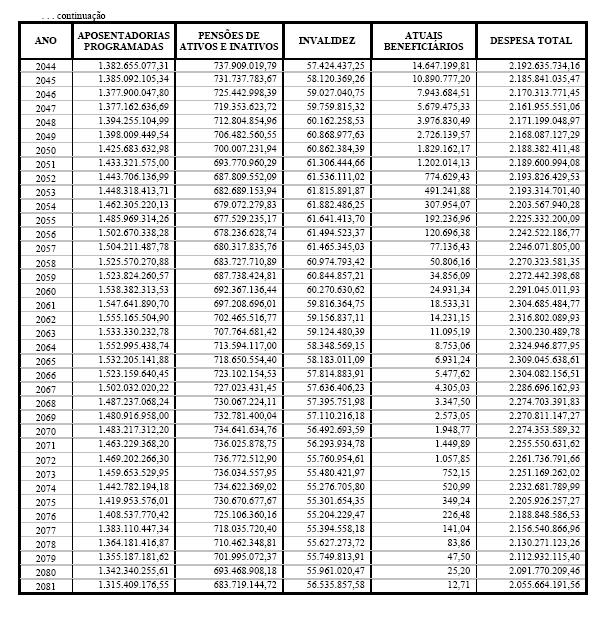 . . . continuação
ANO APOSENTADORIAS PROGRAMADAS PENSÕES DE ATIVOS E INATIVOS INVALIDEZ ATUAIS BENEFICIÁRIOS DESPESA TOTAL
2044 1.382.655.077,31 737.909.019,79 57.424.437,25 14.647.199,81 2.192.635.734,16
2045 1.385.092.105,34 731.737.783,67 58.120.369,26 10.890.777,20 2.185.841.035,47
2046 1.377.900.047,80 725.442.998,39 59.027.040,75 7.943.684,51 2.170.313.771,45
2047 1.377.162.636,69 719.353.623,72 59.759.815,32 5.679.475,33 2.161.955.551,06
2048 1.394.255.104,99 712.804.854,96 60.162.258,53 3.976.830,49 2.171.199.048,97
2049 1.398.009.449,54 706.482.560,55 60.868.977,63 2.726.139,57 2.168.087.127,29
2050 1.425.683.632,98 700.007.231,94 60.862.384,39 1.829.162,17 2.188.382.411,48
2051 1.433.321.575,00 693.770.960,29 61.306.444,66 1.202.014,13 2.189.600.994,08
2052 1.443.706.136,99 687.809.552,09 61.536.111,02 774.629,43 2.193.826.429,53
2053 1.448.318.413,71 682.689.153,94 61.815.891,87 491.241,88 2.193.314.701,40
2054 1.462.305.220,13 679.072.279,83 61.882.486,25 307.954,07 2.203.567.940,28
2055 1.485.969.314,26 677.529.235,17 61.641.413,70 192.236,96 2.225.332.200,09
2056 1.502.670.338,28 678.236.628,74 61.494.523,37 120.696,38 2.242.522.186,77
2057 1.504.211.487,78 680.317.835,76 61.465.345,03 77.136,43 2.246.071.805,00
2058 1.525.570.270,88 683.727.710,89 60.974.793,42 50.806,16 2.270.323.581,35
2059 1.523.824.260,57 687.738.424,81 60.844.857,21 34.856,09 2.272.442.398,68
2060 1.538.382.313,53 692.367.136,44 60.270.630,62 24.931,34 2.291.045.011,93
2061 1.547.641.890,70 697.208.696,01 59.816.364,75 18.533,31 2.304.685.484,77
2062 1.555.165.504,90 702.465.516,77 59.156.837,11 14.231,15 2.316.802.089,93
2063 1.533.330.232,78 707.764.681,42 59.124.480,39 11.095,19 2.300.230.489,78
2064 1.552.995.438,74 713.594.117,00 58.348.569,15 8.753,06 2.324.946.877,95
2065 1.532.205.141,88 718.650.554,40 58.183.011,09 6.931,24 2.309.045.638,61
2066 1.523.159.640,45 723.102.154,53 57.814.883,91 5.477,62 2.304.082.156,51
2067 1.502.032.020,22 727.023.431,45 57.636.406,23 4.305,03 2.286.696.162,93
2068 1.487.237.068,24 730.067.224,11 57.395.751,98 3.347,50 2.274.703.391,83
2069 1.480.916.958,00 732.781.400,04 57.110.216,18 2.573,05 2.270.811.147,27
2070 1.483.217.312,20 734.641.634,76 56.492.693,59 1.948,77 2.274.353.589,32
2071 1.463.229.368,20 736.025.878,75 56.293.934,78 1.449,89 2.255.550.631,62
2072 1.469.202.266,30 736.772.512,90 55.760.954,61 1.057,85 2.261.736.791,66
2073 1.459.653.529,95 736.034.557,95 55.480.421,97 752,15 2.251.169.262,02
2074 1.442.782.194,18 734.622.369,02 55.276.705,80 520,99 2.232.681.789,99
2075 1.419.953.576,01 730.670.677,67 55.301.654,35 349,24 2.205.926.257,27
2076 1.408.537.770,42 725.106.360,16 55.204.229,47 226,48 2.188.848.586,53
2077 1.383.110.447,34 718.035.720,40 55.394.558,18 141,04 2.156.540.866,96
2078 1.364.181.416,87 710.462.348,81 55.627.273,72 83,86 2.130.271.123,26
2079 1.355.187.181,62 701.995.072,37 55.749.813,91 47,50 2.112.932.115,40
2080 1.342.340.255,61 693.468.908,18 55.961.020,47 25,20 2.091.770.209,46
2081 1.315.409.176,55 683.719.144,72 56.535.857,58 12,71 2.055.664.191,56